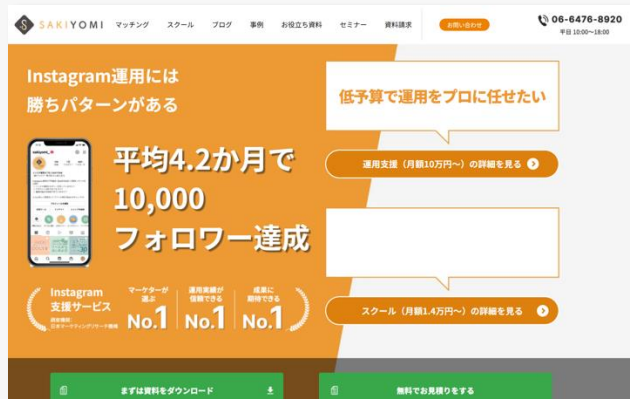 SAKIYOMI
マッチング
スクール
ブログ
事例
お役立ち資料
セミナー
資料請求
お問い合わせ
06-6476-8920
平日 10:00〜18:00
Instagram運用には
勝ちパターンがある
平均4.2か月で
10,000
フォロワー達成
Instagram
支援サービス
マーケターが
選ぶ
No.1
運用実績が
信頼できる
No.1
成果に
期待できる
No.1
低予算で運用をプロに任せたい
運用支援（月額10万円〜）の詳細を見る
スクール（月額1.4万円〜）の詳細を見る
まずは資料をダウンロード
無料でお見積りをする